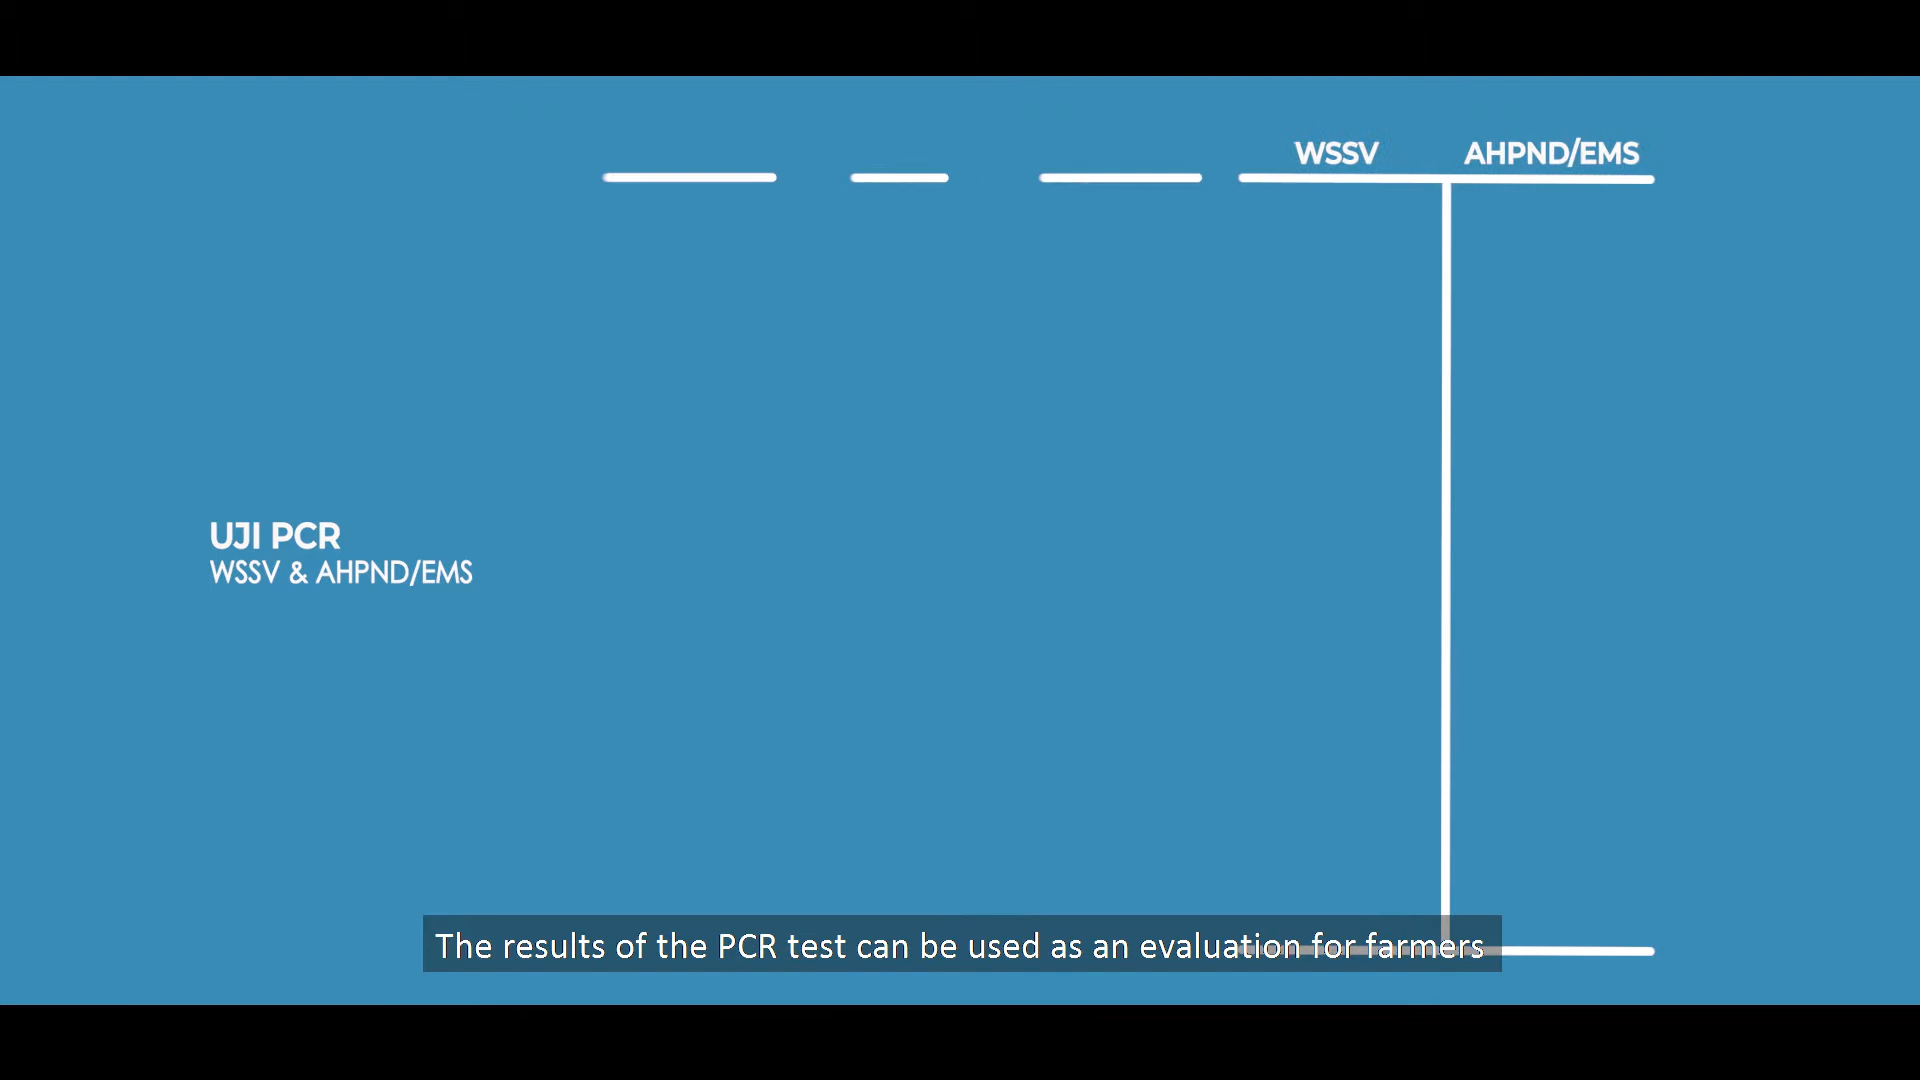 WSSV AHPND/EMS
UJI PCR
WSSV & AHPND/EMS
The results of the PCR test can be used as an evaluation for farmers